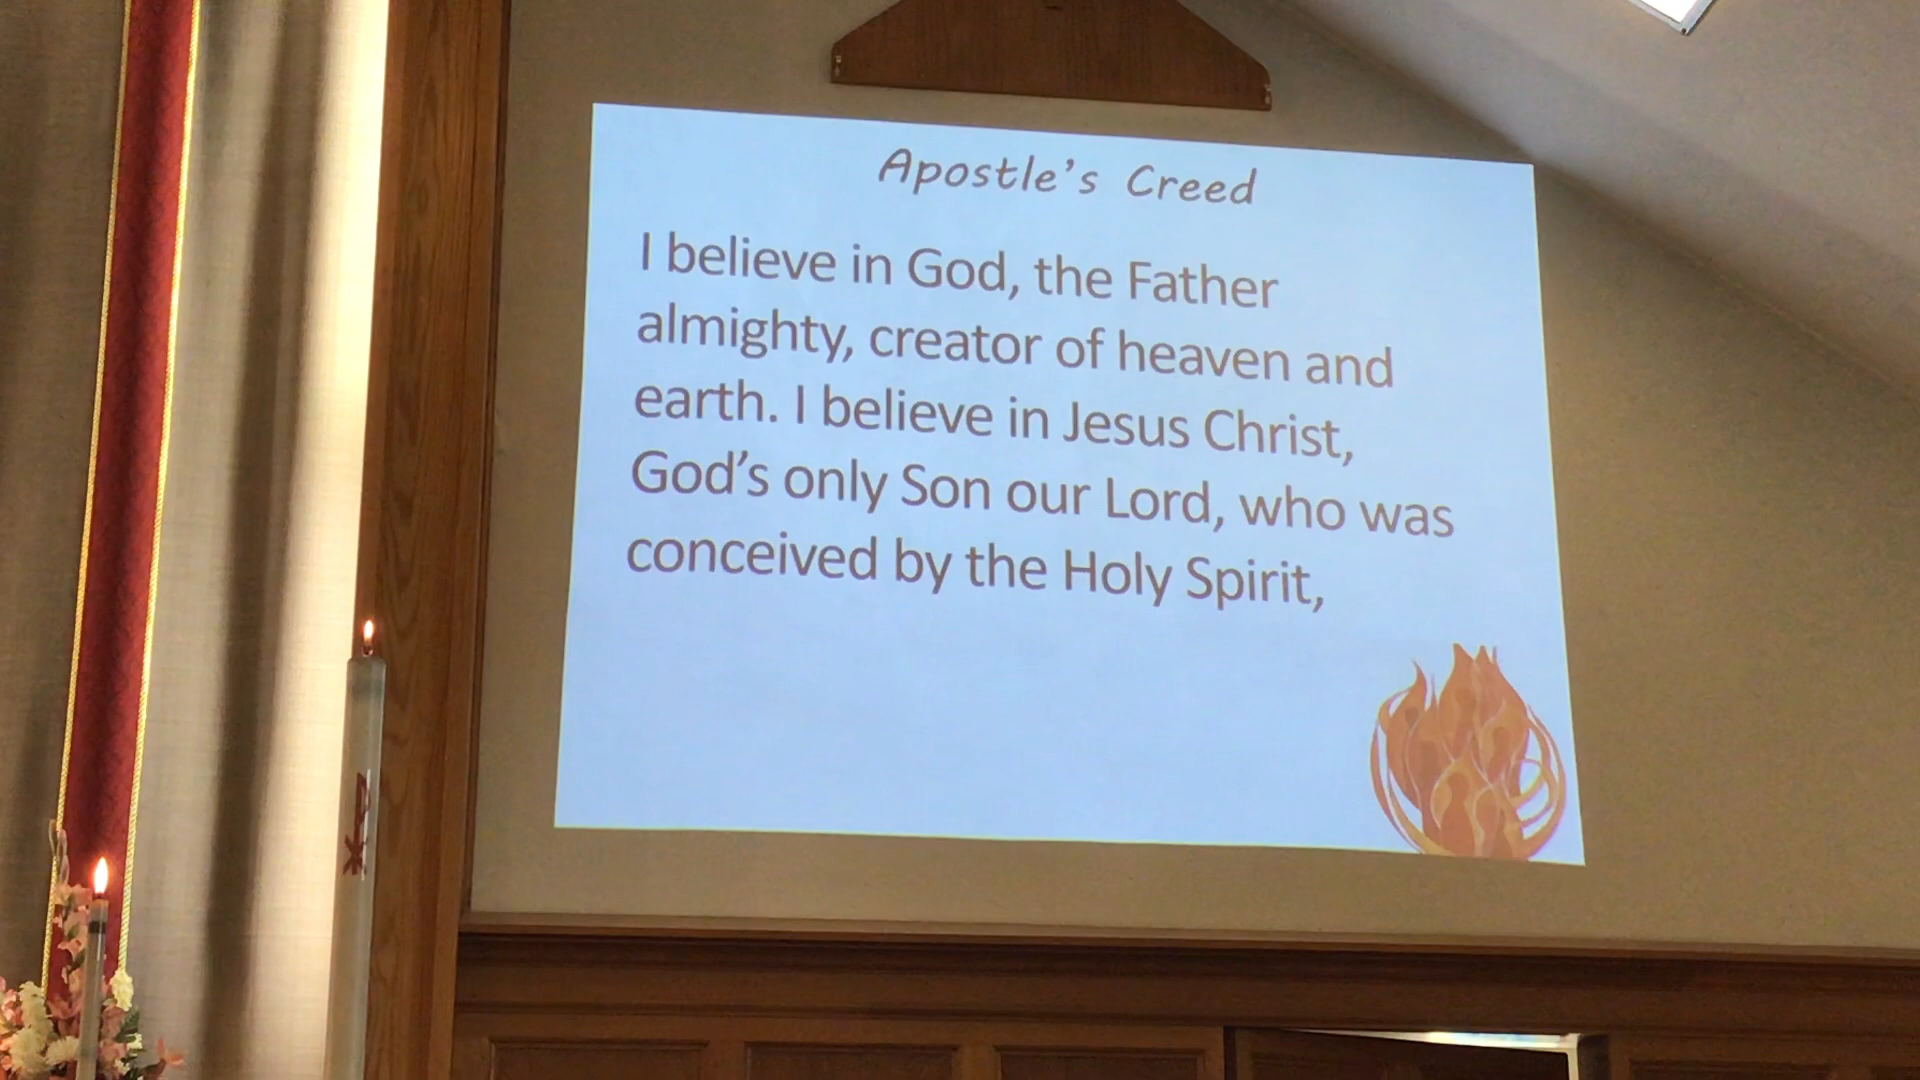 Apostle’s Creed
I believe in God, the Father
almighty, creator of heaven and
earth. I believe in Jesus Christ,
God’s only Son our Lord, who was
conceived by the Holy Spirit,